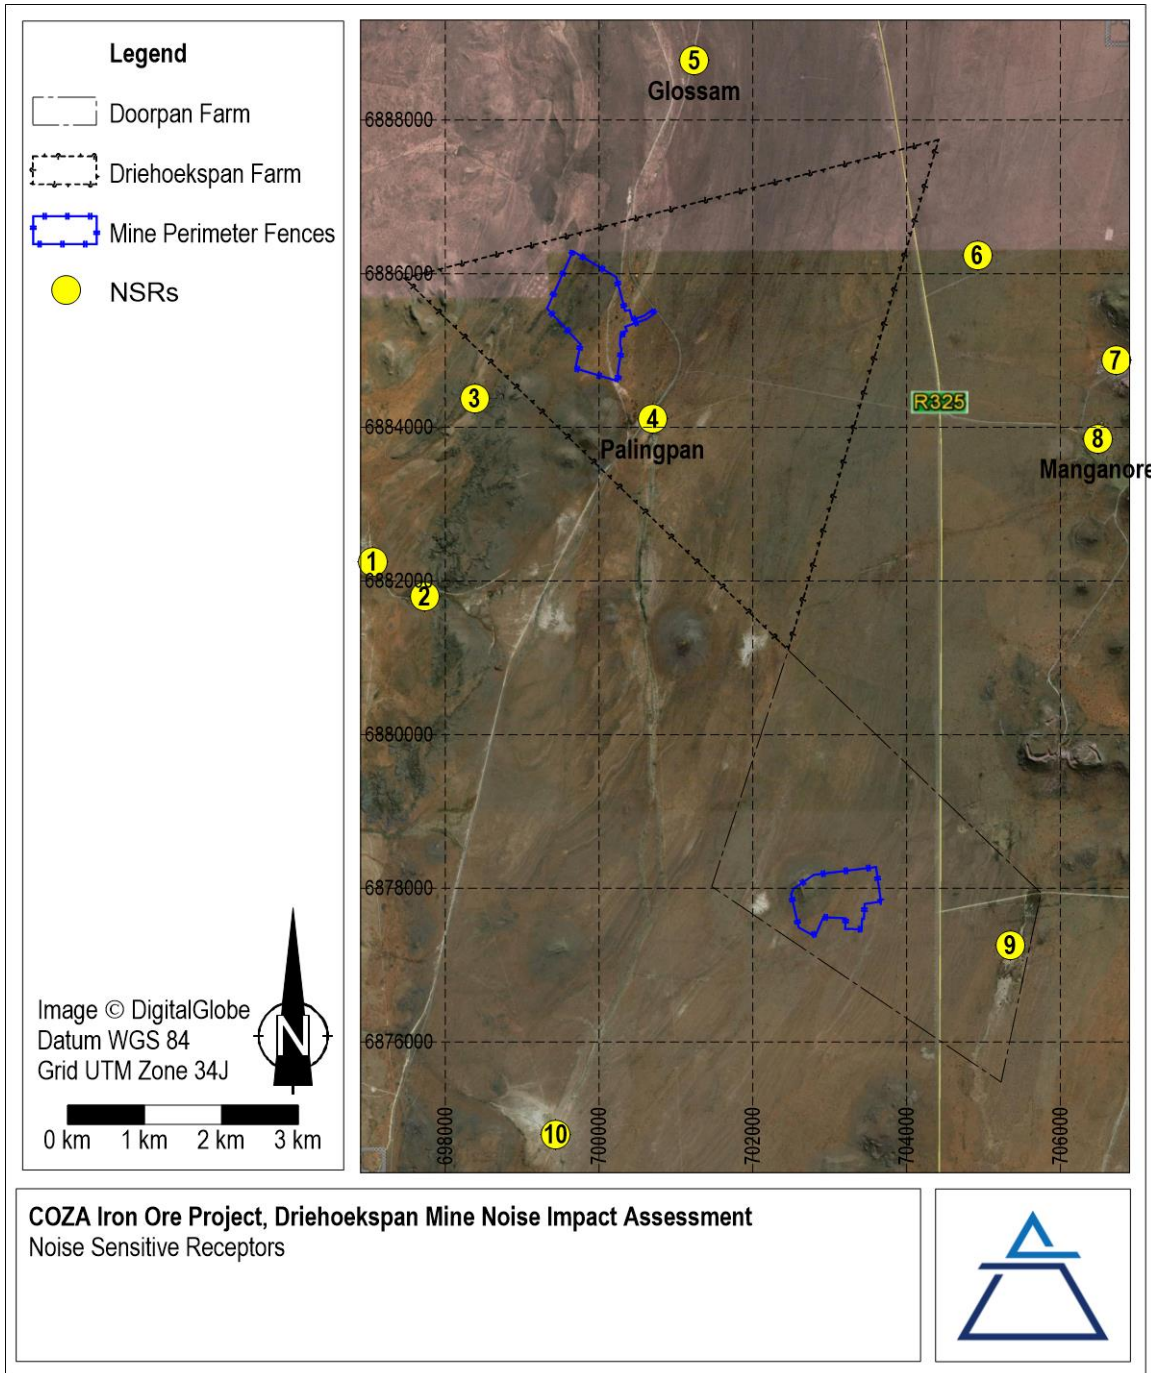 Legend
Doorpan Farm
Driehoekspan Farm
Mine Perimeter Fences
NSRs
Image © DigitalGlobe
Datum WGS 84
Grid UTM Zone 34J
N
0 km 1 km 2 km 3 km
5
Glossam
6888000
6
6886000
7
3
R325
4
6884000
8
Palingpan
Manganore
1
6882000
2
6880000
6878000
9
6876000
10
698000
700000
702000
704000
706000
COZA Iron Ore Project, Driehoekspan Mine Noise Impact Assessment
Noise Sensitive Receptors